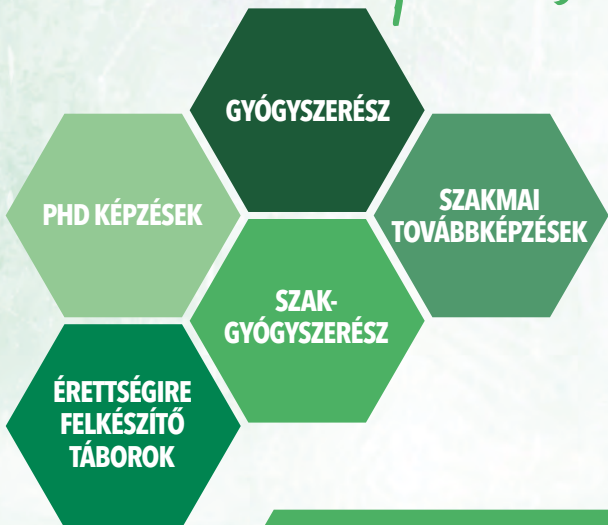 GYÓGYSZERÉSZ
PHD KÉPZÉSEK
SZAKMAI
TOVÁBBKÉPZÉSEK
SZAK-
GYÓGYSZERÉSZ
ÉRETTSÉGIRE
FELKÉSZÍTŐ
TÁBOROK